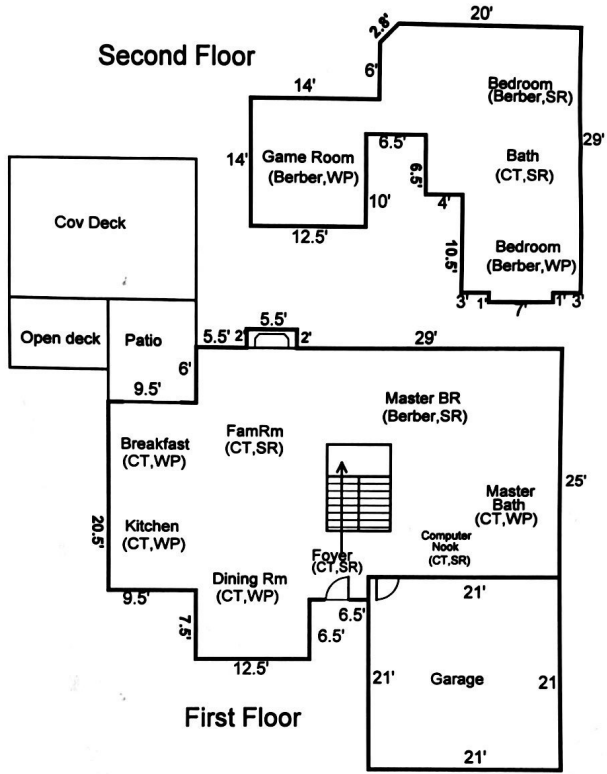 20'
2.8'
Second Floor
6'
14'
Bedroom
(Berber,SR)
29'
14'
Game Room
(Berber,WP)
6.5'
6.5'
Bath
(CT,SR)
10'
4'
Cov Deck
12.5'
10.5'
Bedroom
(Berber,WP)
3'
1'
7'
1'
3'
5.5'
5.5'
2'
2'
29'
Open deck
Patio
6'
9.5'
Master BR
(Berber,SR)
FamRm
(CT,SR)
Breakfast
(CT,WP)
25'
Master
Bath
(CT,WP)
20.5'
Kitchen
(CT,WP)
Computer
Nook
(CT,SR)
Foyer
(CT,SR)
Dining Rm
(CT,WP)
9.5'
21'
6.5'
7.5'
6.5'
12.5'
21'
Garage
21
First Floor
21'